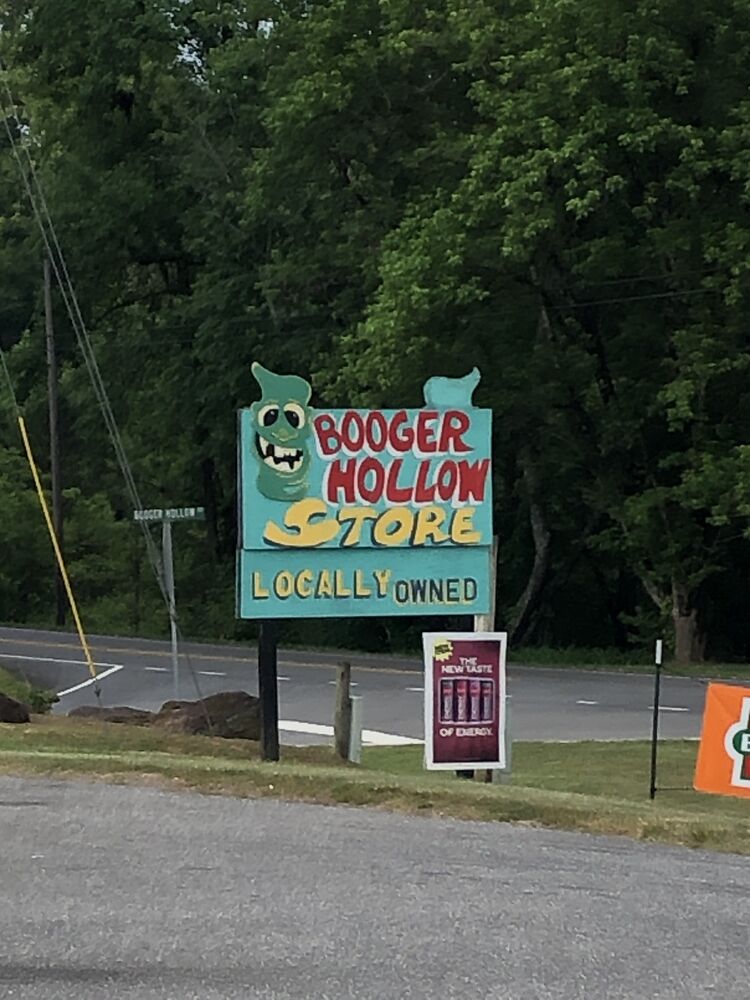 BOOGER
HOLLOW
STORE
LOCALLY OWNED
BOOGER HOLLOW
THE
NEW TASTE
OF ENERGY.